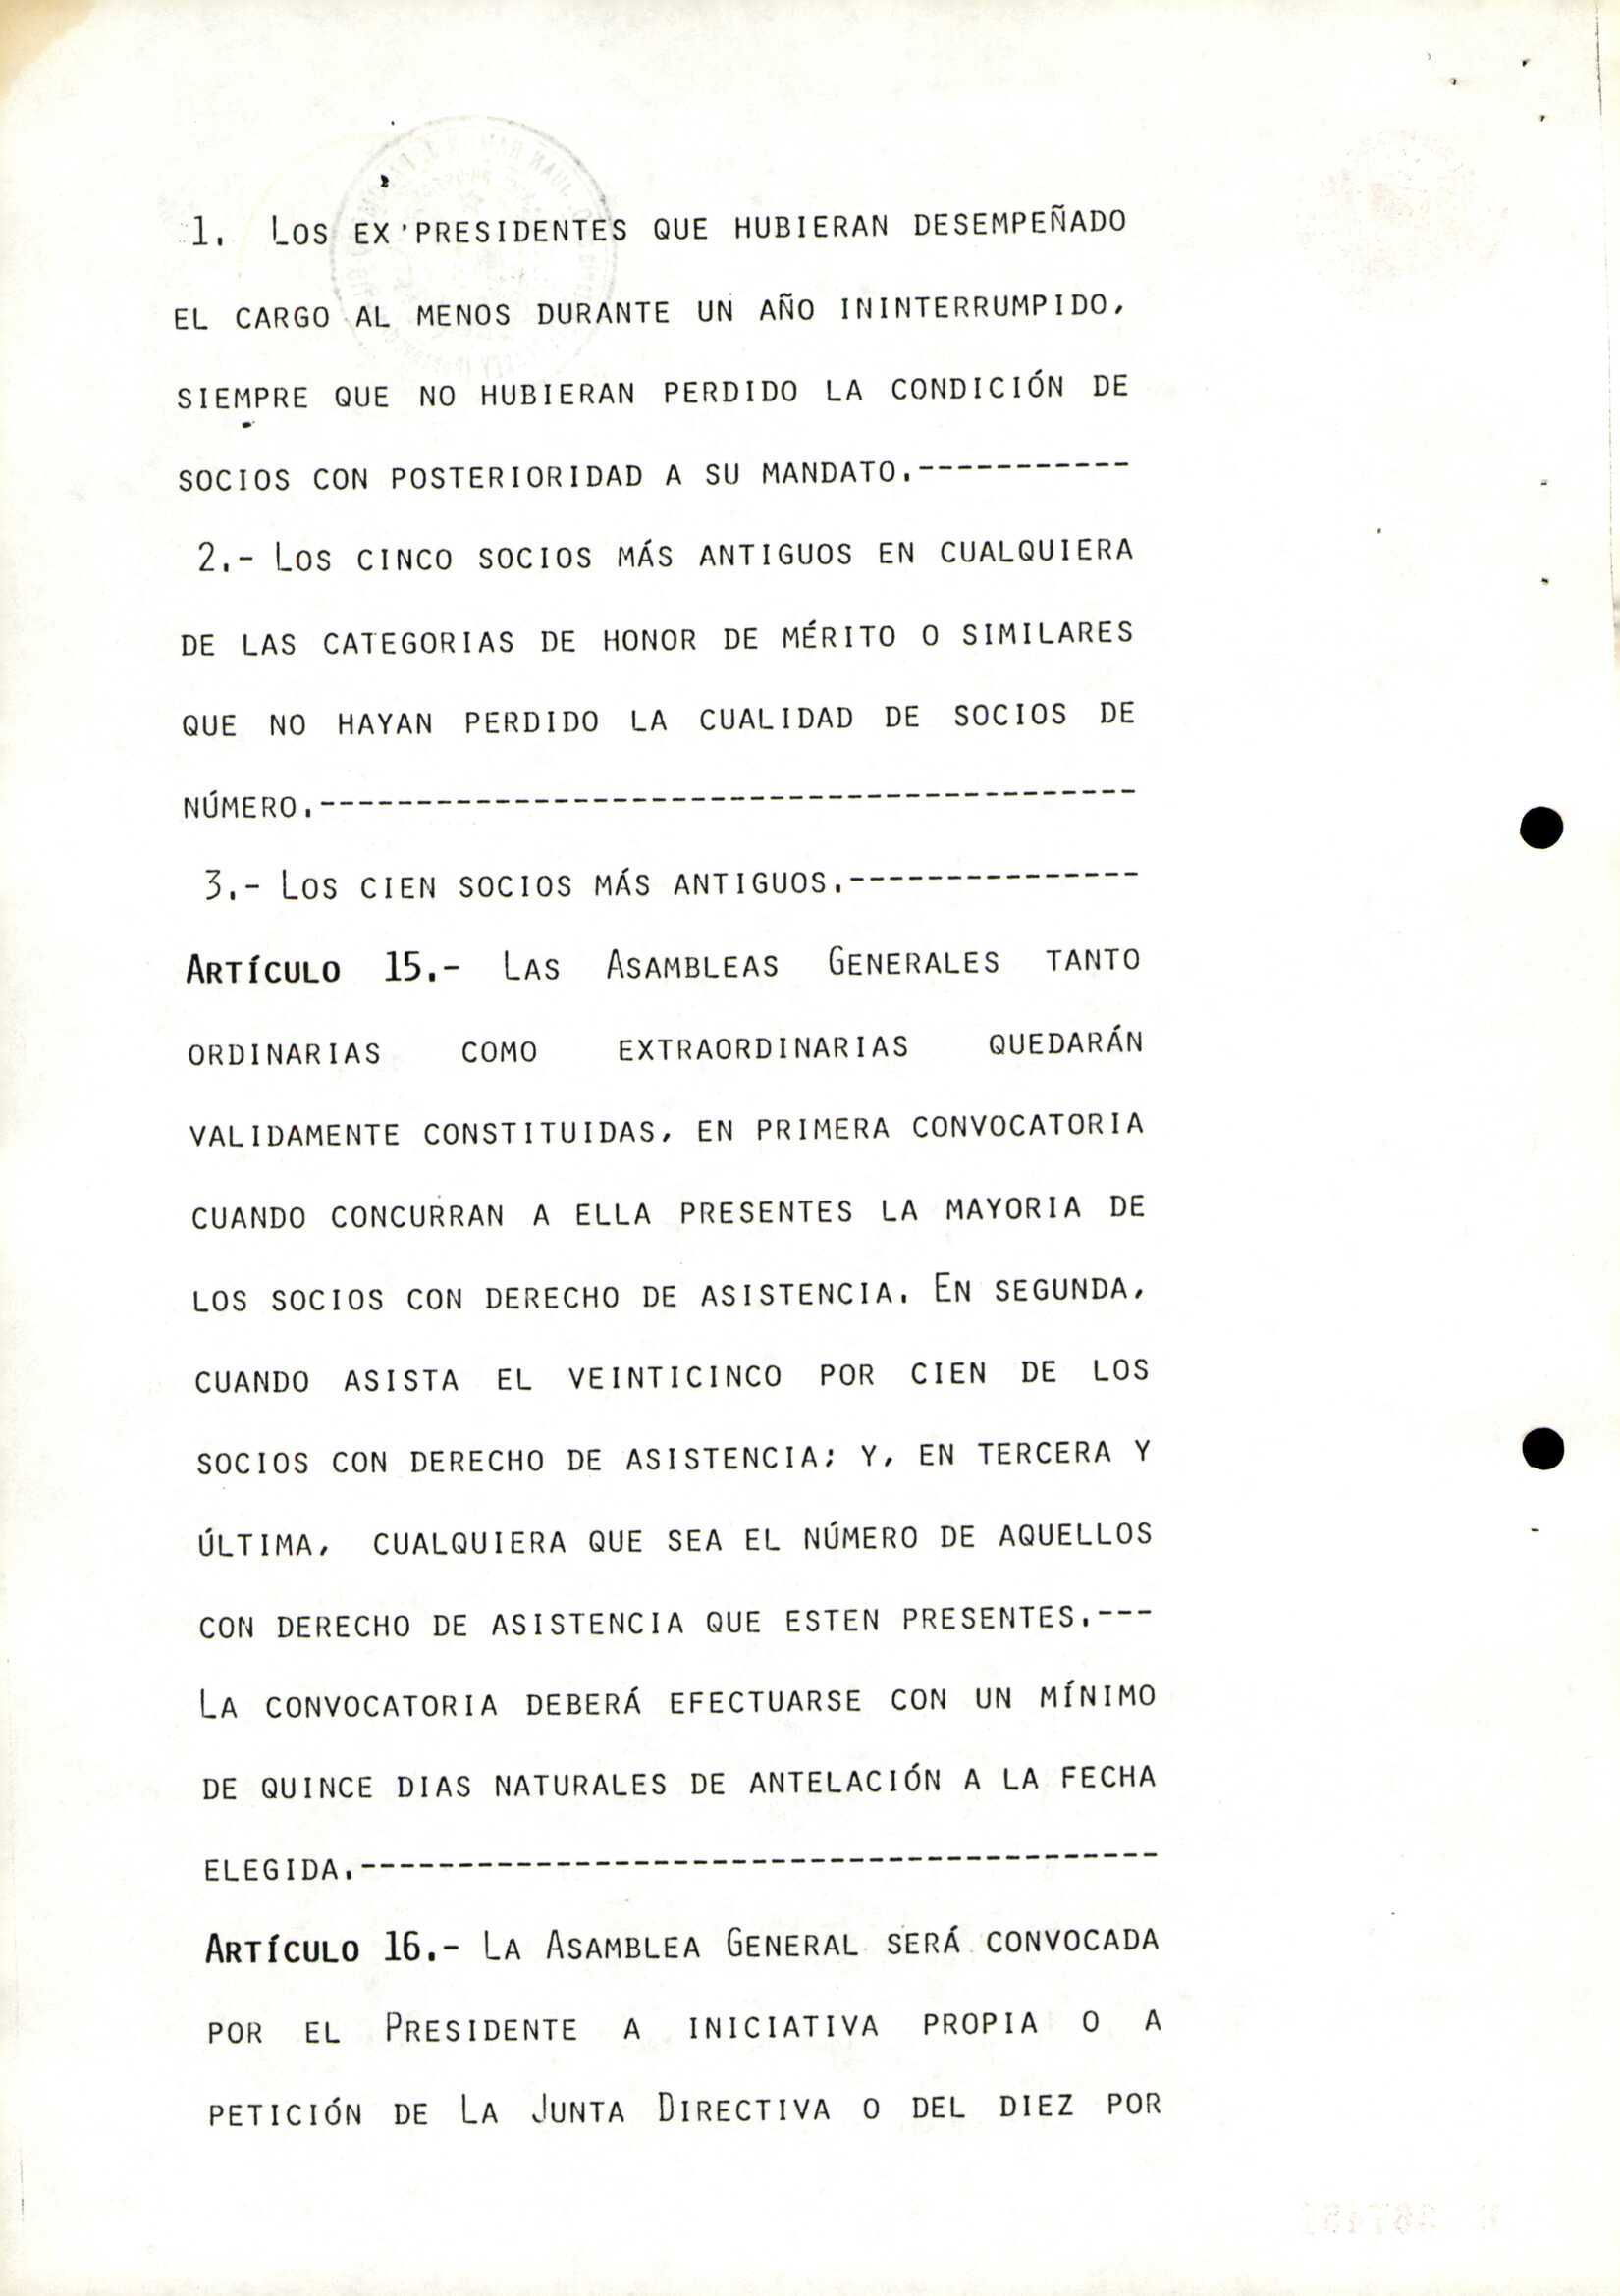 1. Los ex'presidentes que hubieran desempeñado
el cargo al menos durante un año ininterrumpido,
siempre que no hubieran perdido la condición de
socios con posterioridad a su mandato.-----------
2.- Los cinco socios más antiguos en cualquiera
de las categorias de honor de mérito o similares
que no hayan perdido la cualidad de socios de
número.------------------------------------------
3.- Los cien socios más antiguos.---------------
Artículo 15.- Las Asambleas Generales tanto
ordinarias como extraordinarias quedarán
validamente constituidas, en primera convocatoria
cuando concurran a ella presentes la mayoria de
los socios con derecho de asistencia. En segunda,
cuando asista el veinticinco por cien de los
socios con derecho de asistencia; y, en tercera y
última, cualquiera que sea el número de aquellos
con derecho de asistencia que esten presentes.---
La convocatoria deberá efectuarse con un mínimo
de quince dias naturales de antelación a la fecha
elegida.-----------------------------------------
Artículo 16.- La Asamblea General será convocada
por el Presidente a iniciativa propia o a
petición de La Junta Directiva o del diez por